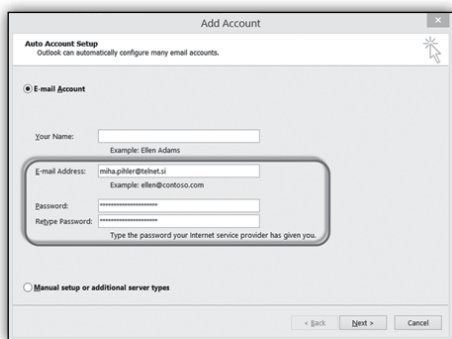 Add Account
Auto Account Setup
Outlook can automatically configure many email accounts.
E-mail Account
Your Name:
Example: Ellen Adams
E-mail Address: miha.pihler@telnet.si
Example: ellen@contoso.com
Password: ********************
Retype Password: ********************
Type the password your Internet service provider has given you.
Manual setup or additional server types
< Back Next > Cancel